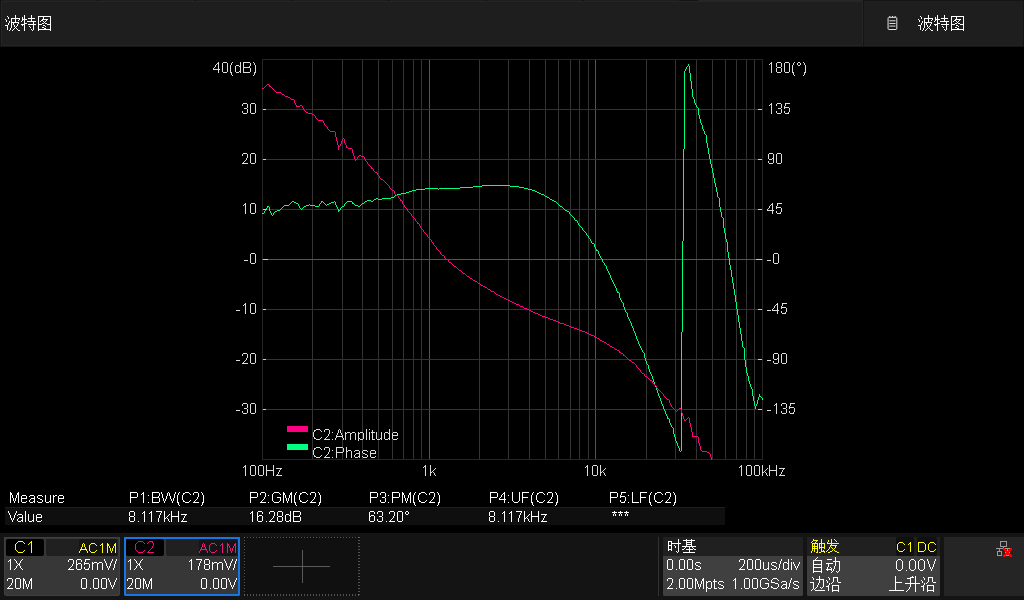 波特图
波特图
40(dB) 180(°)
30 135
20 90
10 45
-0 -0
-10 -45
-20 -90
-30 -135
C2:Amplitude
C2:Phase
100Hz 1k 10k 100kHz
Measure P1:BW(C2) P2:GM(C2) P3:PM(C2) P4:UF(C2) P5:LF(C2)
Value 8.117kHz 16.28dB 63.20° 8.117kHz ***
C1 AC1M C2 AC1M 时基 触发 C1 DC
1X 265mV/ 1X 178mV/ 0.00s 200us/div 自动 0.00V
20M 0.00V 20M 0.00V 2.00Mpts 1.00GSa/s 边沿 上升沿